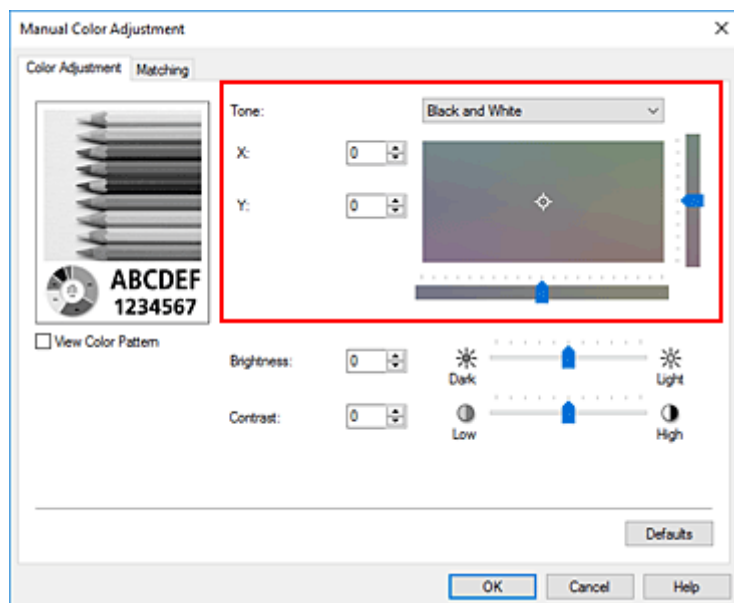 Manual Color Adjustment
Color Adjustment Matching
Tone: Black and White
X: 0
Y: 0
ABCDEF
1234567
View Color Pattern
Brightness: 0
Dark Light
Contrast: 0
Low High
Defaults
OK Cancel Help